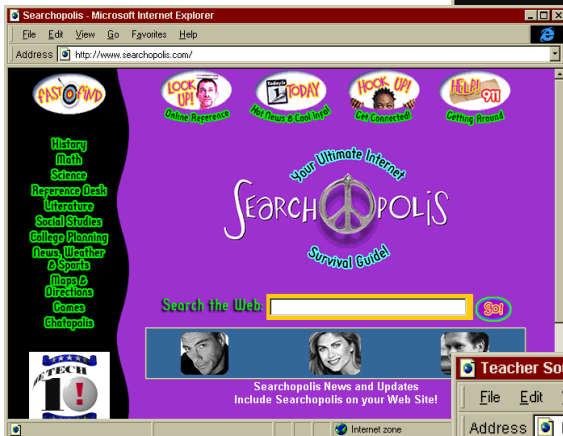 Searchopolis - Microsoft Internet Explorer
File Edit View Go Favorites Help
Address http://www.searchopolis.com/
FAST FIND
LOOK UP!
Online Reference
Today is 1 TODAY
Hot News & Cool Info!
HOOK UP!
Get Connected!
HELP! 911
Getting Around
History
Math
Science
Reference Desk
Literature
Social Studies
College Planning
News, Weather
& Sports
Maps &
Directions
Games
Chatopolis
Your Ultimate Internet
SEARCHOPOLIS
Survival Guide!
Search the Web:
go!
TECH
10!
Searchopolis News and Updates
Include Searchopolis on your Web Site!
Internet zone
Teacher Sou
File Edit
Address